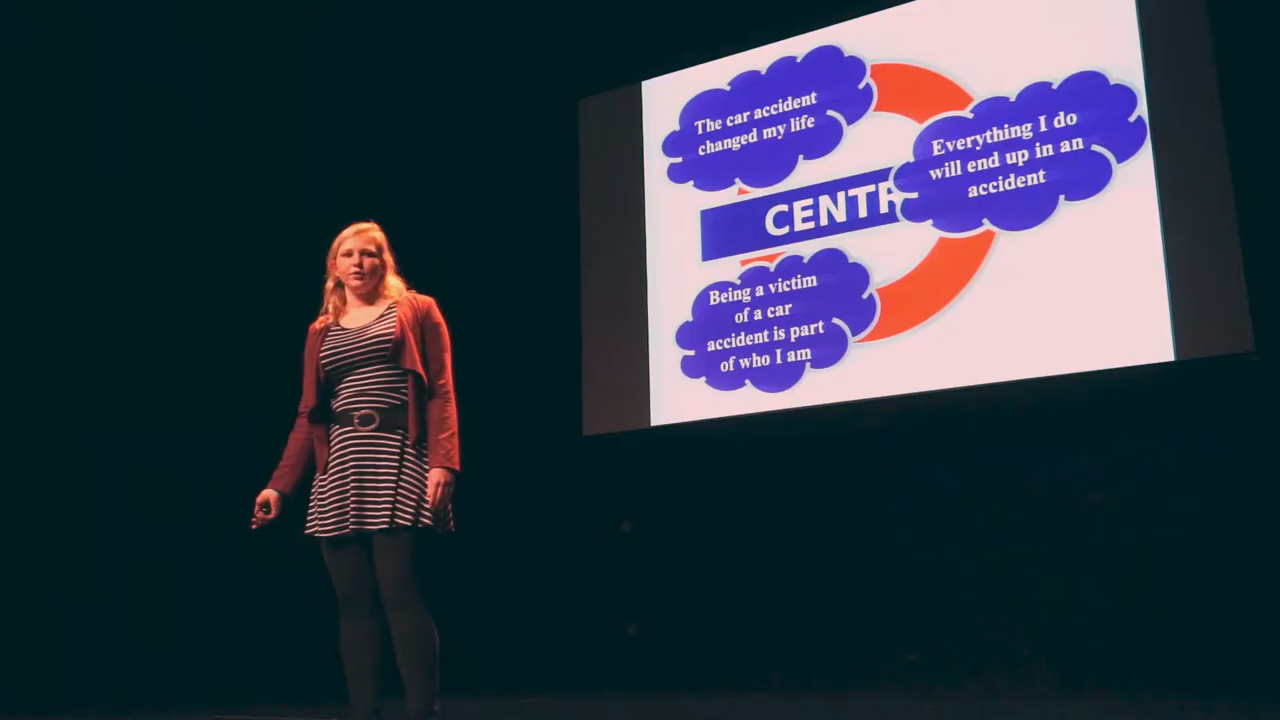 The car accident
changed my life
Everything I do
will end up in an
accident
CENTR
Being a victim
of a car
accident is part
of who I am